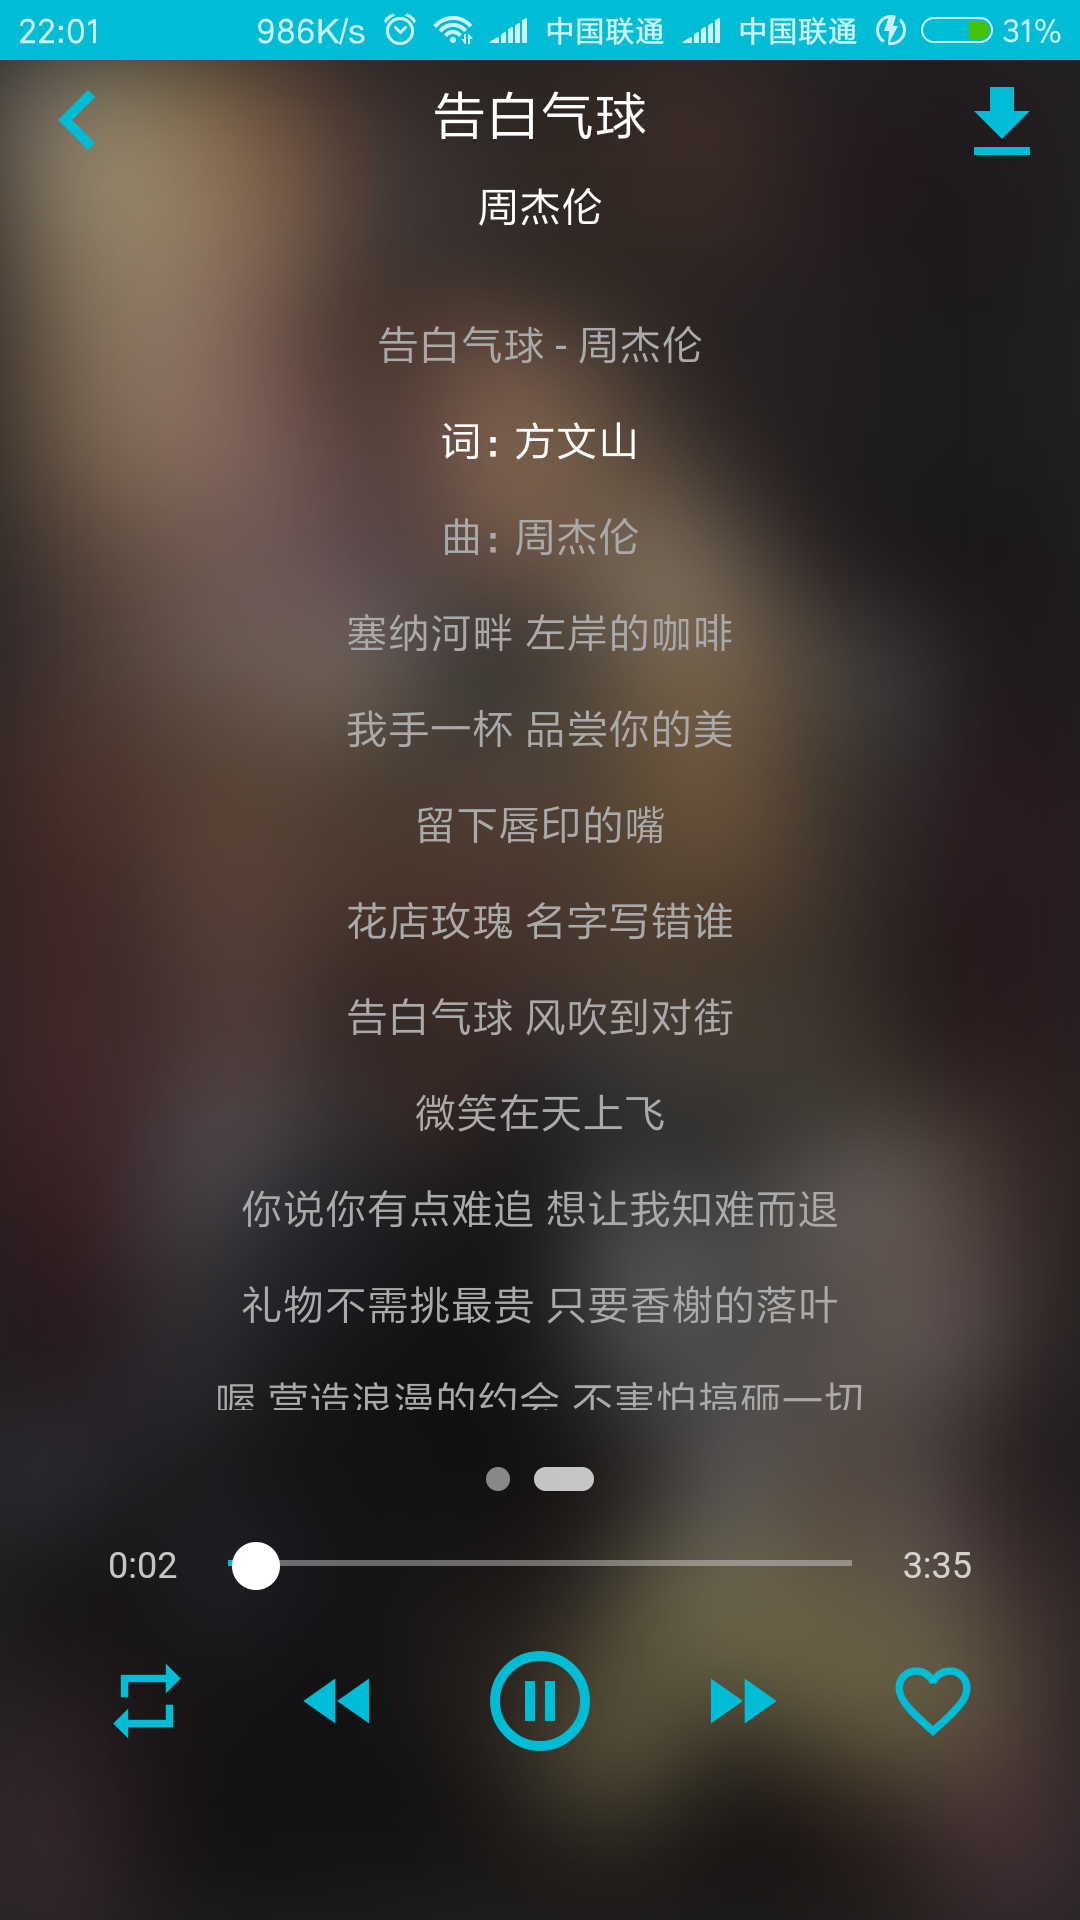 22:01 986K/s 中国联通 中国联通 31%
告白气球
周杰伦
告白气球 - 周杰伦
词: 方文山
曲: 周杰伦
塞纳河畔 左岸的咖啡
我手一杯 品尝你的美
留下唇印的嘴
花店玫瑰 名字写错谁
告白气球 风吹到对街
微笑在天上飞
你说你有点难追 想让我知难而退
礼物不需挑最贵 只要香榭的落叶
喔 营造浪漫的约会 不害怕搞砸一切
0:02 3:35